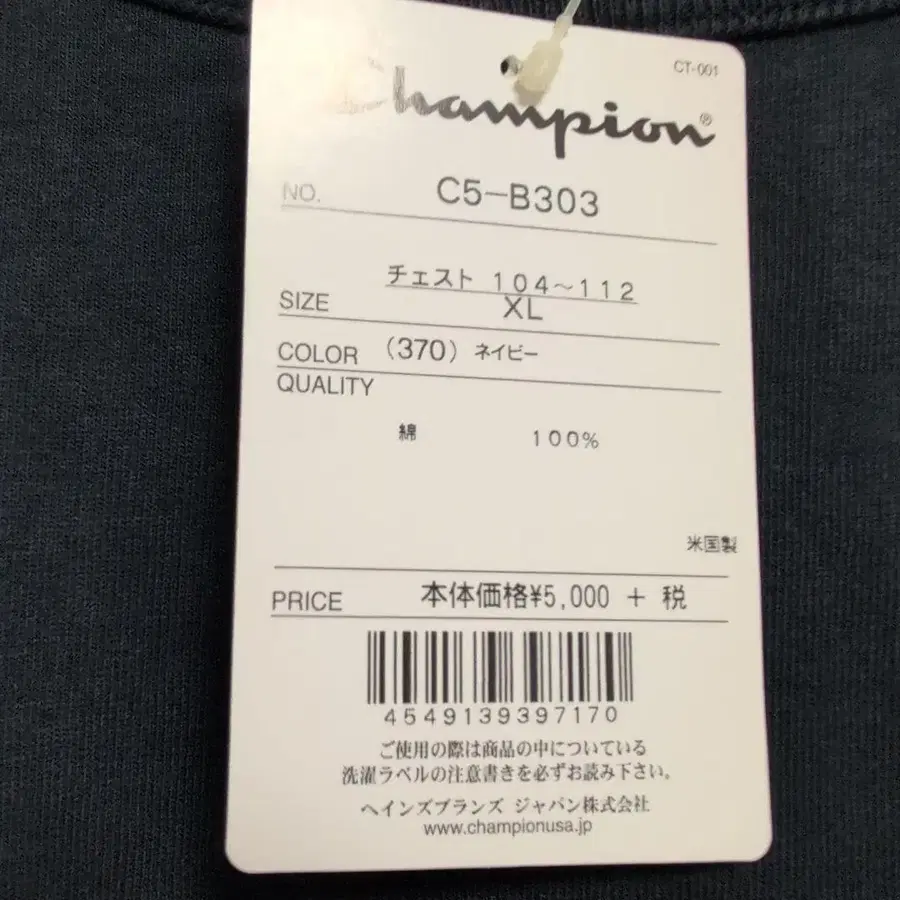 CT-001
Champion®
NO. C5-B303
チェスト 104~112
SIZE XL
COLOR (370) ネイビー
QUALITY
綿 100%
米国製
PRICE 本体価格¥5,000 + 税
4549139397170
ご使用の際は商品の中についている
洗濯ラベルの注意書きを必ずお読み下さい。
ヘインズブランズ ジャパン株式会社
www.championusa.jp